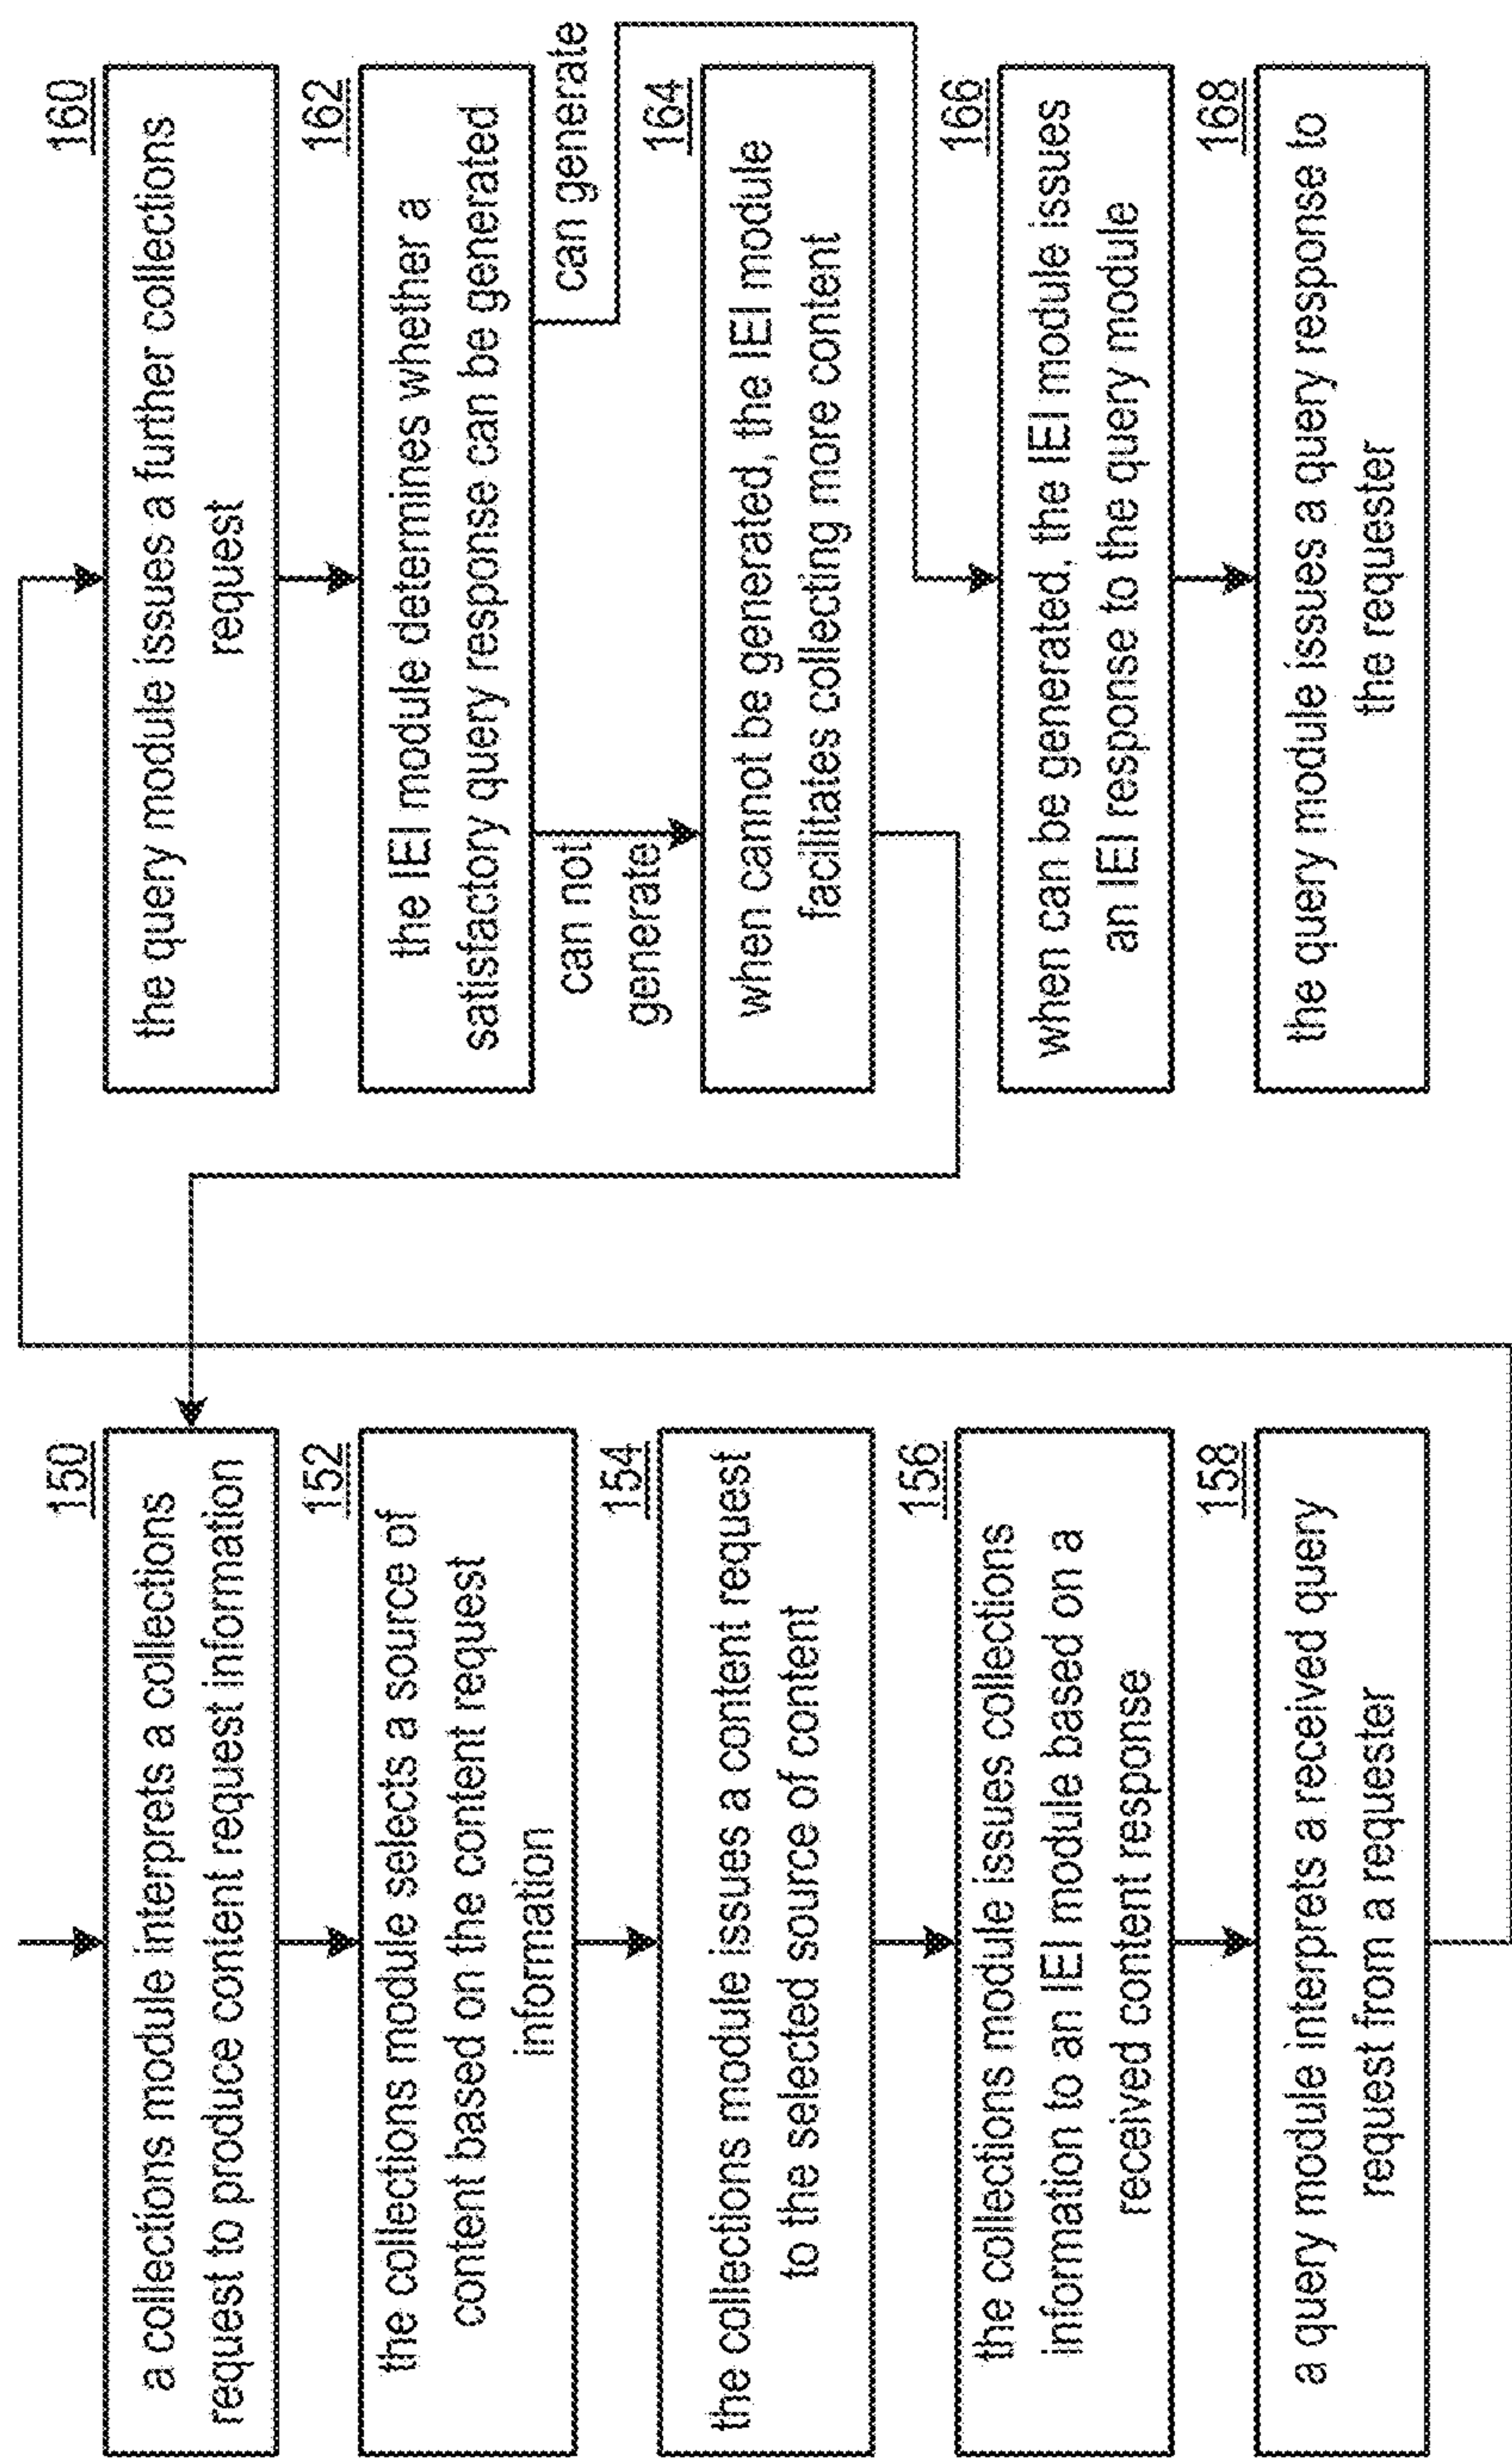 150
a collections module interprets a collections
request to produce content request information
152
the collections module selects a source of
content based on the content request
information
154
the collections module issues a content request
to the selected source of content
156
the collections module issues collections
information to an IEI module based on a
received content response
158
a query module interprets a received query
request from a requester
160
the query module issues a further collections
request
162
the IEI module determines whether a
satisfactory query response can be generated
can not
generate
can generate
164
when cannot be generated, the IEI module
facilitates collecting more content
166
when can be generated, the IEI module issues
an IEI response to the query module
168
the query module issues a query response to
the requester